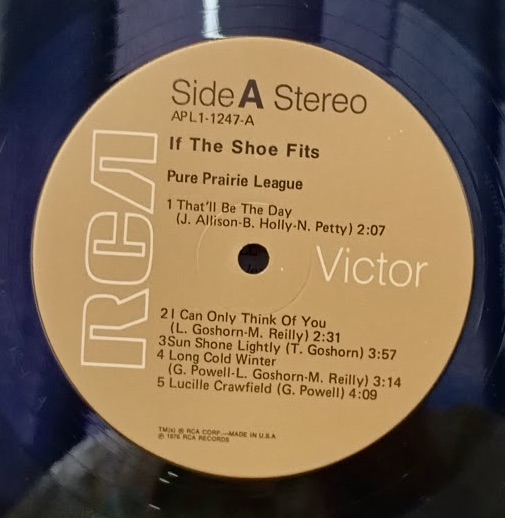 Side A Stereo
APL1-1247-A
If The Shoe Fits
Pure Prairie League
1 That'll Be The Day
(J. Allison-B. Holly-N. Petty) 2:07
RCA
Victor
2 I Can Only Think Of You
(L. Goshorn-M. Reilly) 2:31
3 Sun Shone Lightly (T. Goshorn) 3:57
4 Long Cold Winter
(G. Powell-L. Goshorn-M. Reilly) 3:14
5 Lucille Crawfield (G. Powell) 4:09
TM(s) ® RCA CORP.—MADE IN U.S.A.
℗ 1976 RCA RECORDS